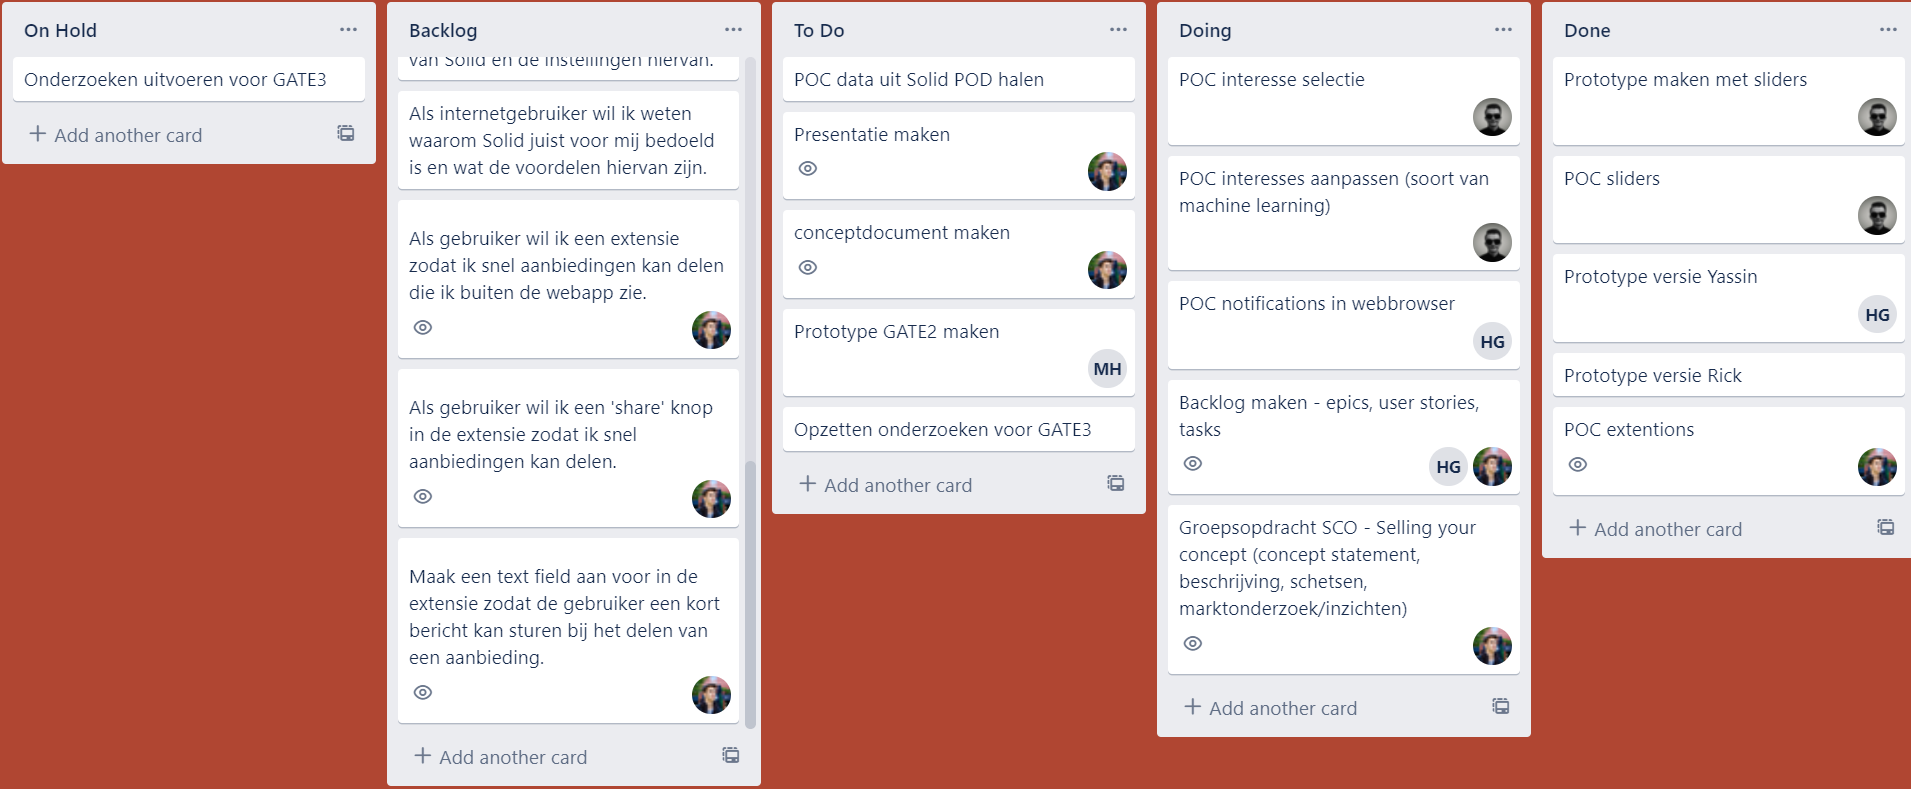 On Hold
Onderzoeken uitvoeren voor GATE3
Add another card
Backlog
van Solid en de instellingen hiervan.
Als internetgebruiker wil ik weten
waarom Solid juist voor mij bedoeld
is en wat de voordelen hiervan zijn.
Als gebruiker wil ik een extensie
zodat ik snel aanbiedingen kan delen
die ik buiten de webapp zie.
Als gebruiker wil ik een 'share' knop
in de extensie zodat ik snel
aanbiedingen kan delen.
Maak een text field aan voor in de
extensie zodat de gebruiker een kort
bericht kan sturen bij het delen van
een aanbieding.
Add another card
To Do
POC data uit Solid POD halen
Presentatie maken
conceptdocument maken
Prototype GATE2 maken
MH
Opzetten onderzoeken voor GATE3
Add another card
Doing
POC interesse selectie
POC interesses aanpassen (soort van
machine learning)
POC notifications in webbrowser
HG
Backlog maken - epics, user stories,
tasks
HG
Groepsopdracht SCO - Selling your
concept (concept statement,
beschrijving, schetsen,
marktonderzoek/inzichten)
Add another card
Done
Prototype maken met sliders
POC sliders
Prototype versie Yassin
HG
Prototype versie Rick
POC extentions
Add another card